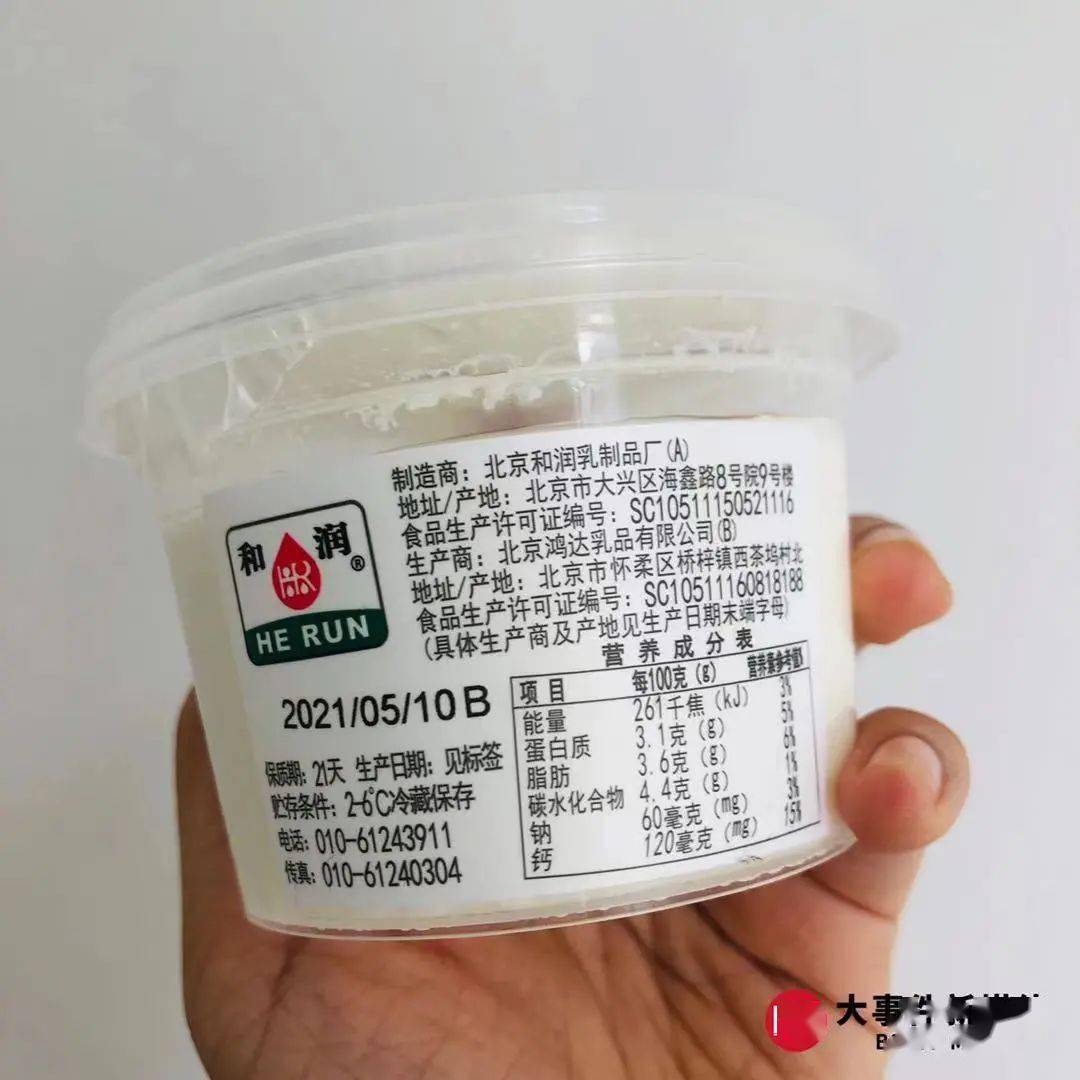 和润®
HE RUN
制造商：北京和润乳制品厂(A)
地址/产地：北京市大兴区海鑫路8号院9号楼
食品生产许可证编号：SC10511150521116
生产商：北京鸿达乳品有限公司(B)
地址/产地：北京市怀柔区桥梓镇西茶坞村北
食品生产许可证编号：SC10511160818188
(具体生产商及产地见生产日期末端字母)
2021/05/10 B
保质期：21天 生产日期：见标签
贮存条件：2-6℃冷藏保存
电话：010-61243911
传真：010-61240304
营养成分表
项目 每100克(g) 营养素参考值%
能量 261千焦(kJ) 3%
蛋白质 3.1克(g) 5%
脂肪 3.6克(g) 6%
碳水化合物 4.4克(g) 1%
钠 60毫克(mg) 3%
钙 120毫克(mg) 15%
大事件